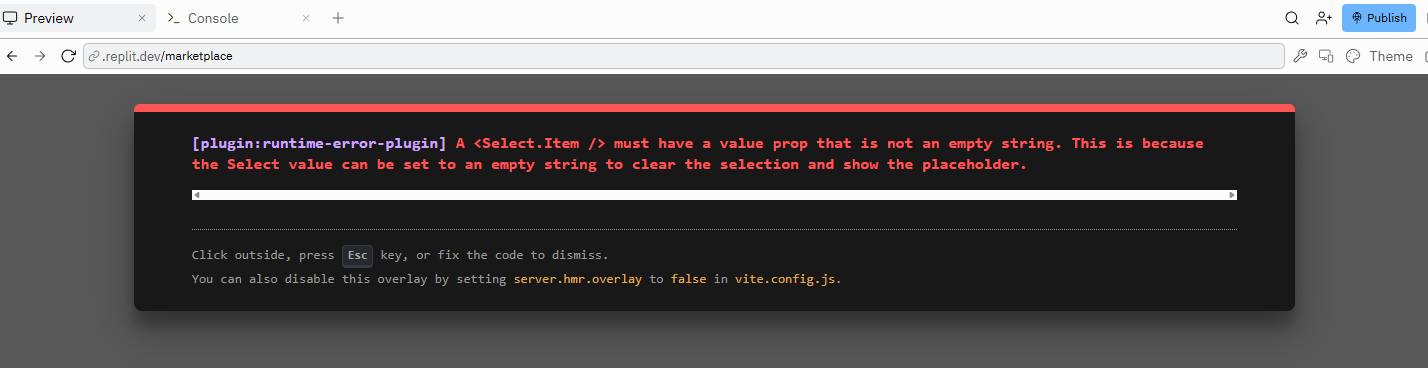 Preview
Console
Publish
.replit.dev/marketplace
Theme
[plugin:runtime-error-plugin] A <Select.Item /> must have a value prop that is not an empty string. This is because
the Select value can be set to an empty string to clear the selection and show the placeholder.
Click outside, press Esc key, or fix the code to dismiss.
You can also disable this overlay by setting server.hmr.overlay to false in vite.config.js.